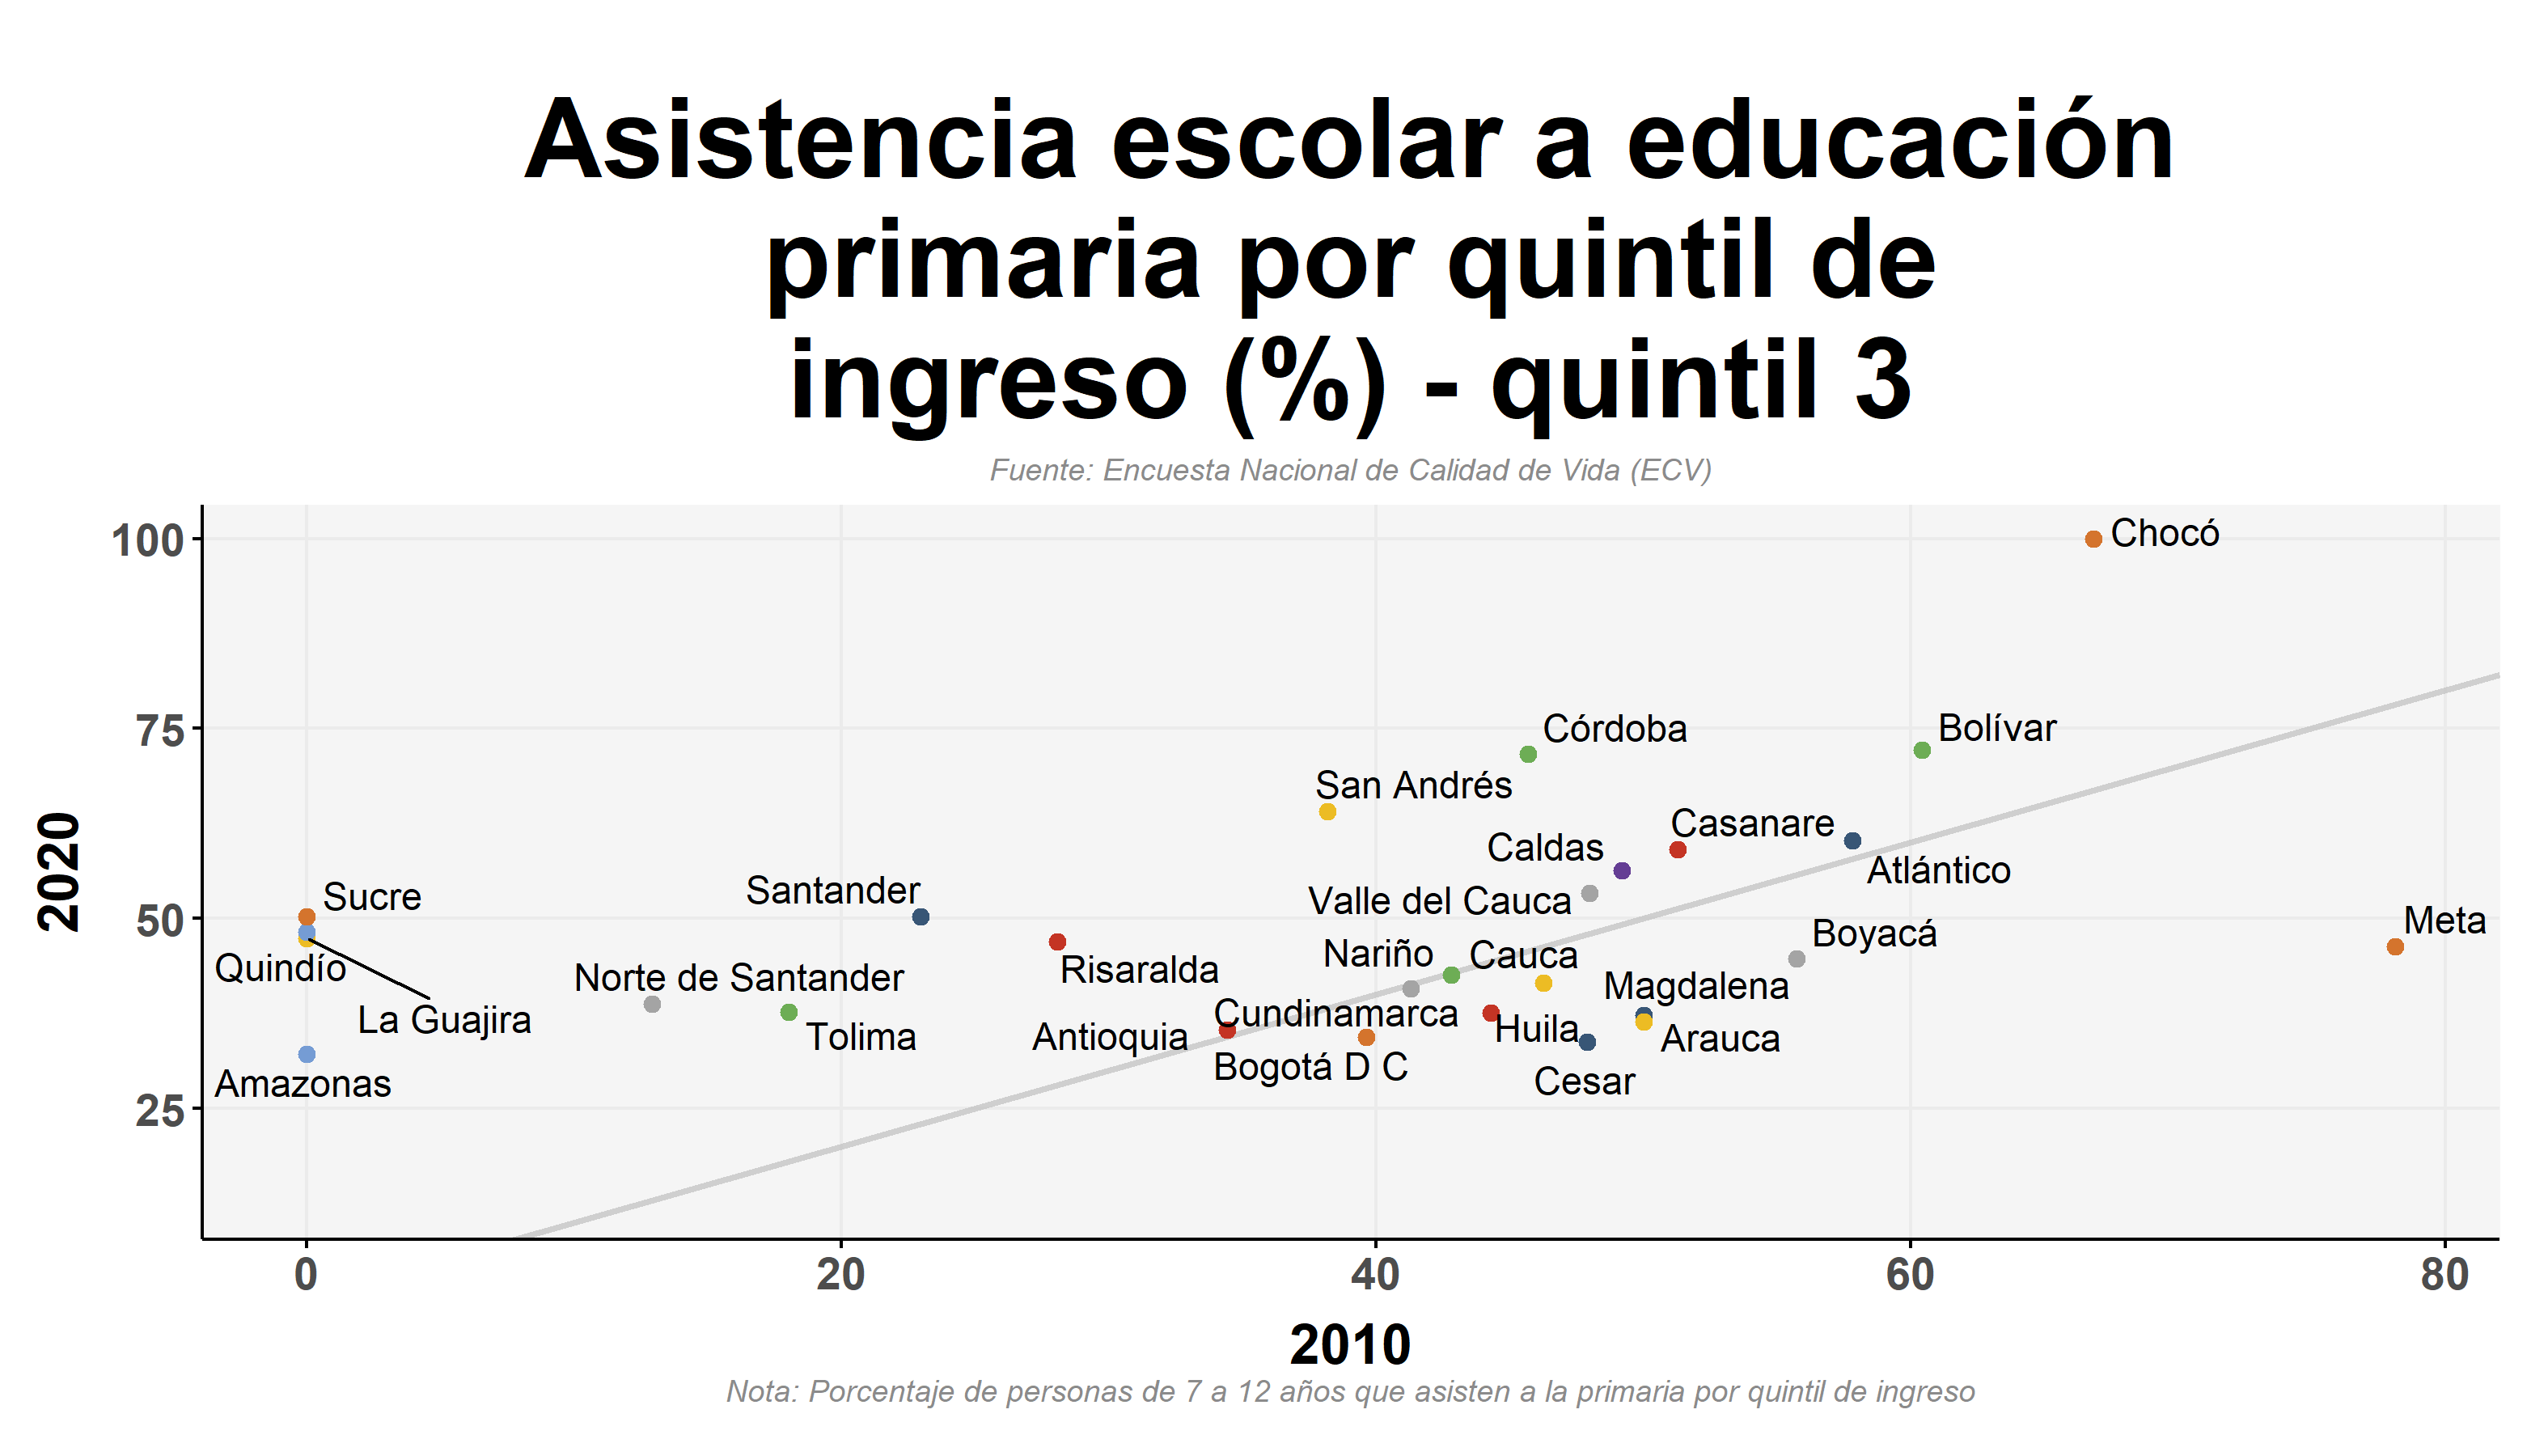 Asistencia escolar a educación
primaria por quintil de
ingreso (%) - quintil 3
Fuente: Encuesta Nacional de Calidad de Vida (ECV)
100
75
50
25
2020
Chocó
Córdoba
Bolívar
San Andrés
Casanare
Caldas
Atlántico
Sucre
Santander
Valle del Cauca
Meta
Boyacá
Nariño
Cauca
Quindío
Risaralda
Norte de Santander
Magdalena
La Guajira
Cundinamarca
Huila
Tolima
Antioquia
Arauca
Bogotá D C
Cesar
Amazonas
0
20
40
60
80
2010
Nota: Porcentaje de personas de 7 a 12 años que asisten a la primaria por quintil de ingreso